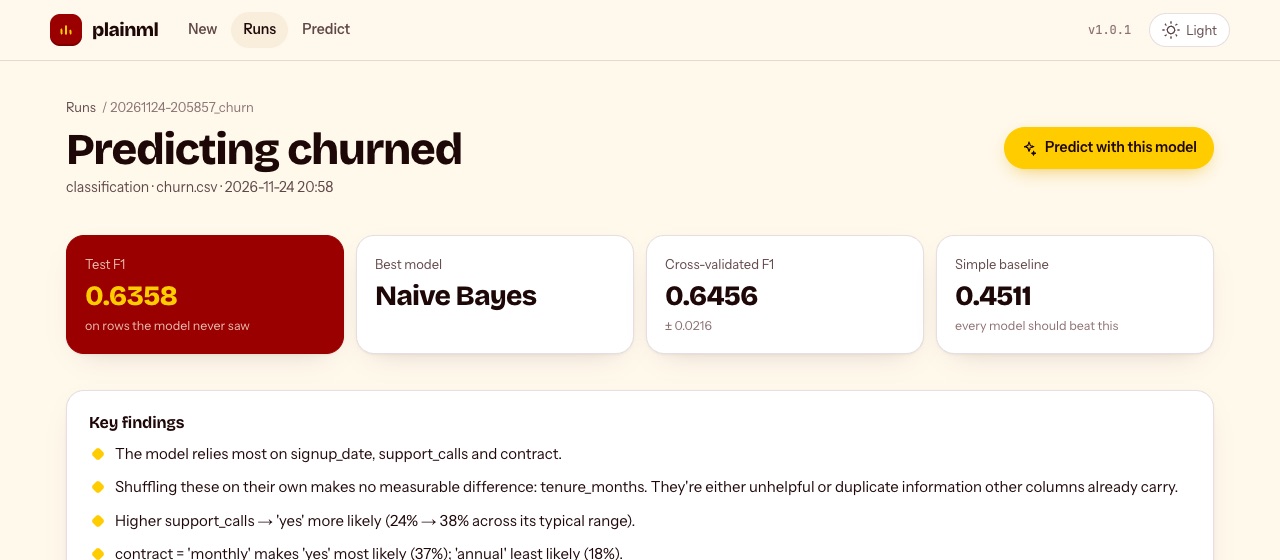 plainml
New
Runs
Predict
v1.0.1
Light
Runs / 20261124-205857_churn
Predicting churned
classification · churn.csv · 2026-11-24 20:58
Predict with this model
Test F1
0.6358
on rows the model never saw
Best model
Naive Bayes
Cross-validated F1
0.6456
± 0.0216
Simple baseline
0.4511
every model should beat this
Key findings
The model relies most on signup_date, support_calls and contract.
Shuffling these on their own makes no measurable difference: tenure_months. They're either unhelpful or duplicate information other columns already carry.
Higher support_calls → 'yes' more likely (24% → 38% across its typical range).
contract = 'monthly' makes 'yes' most likely (37%); 'annual' least likely (18%).